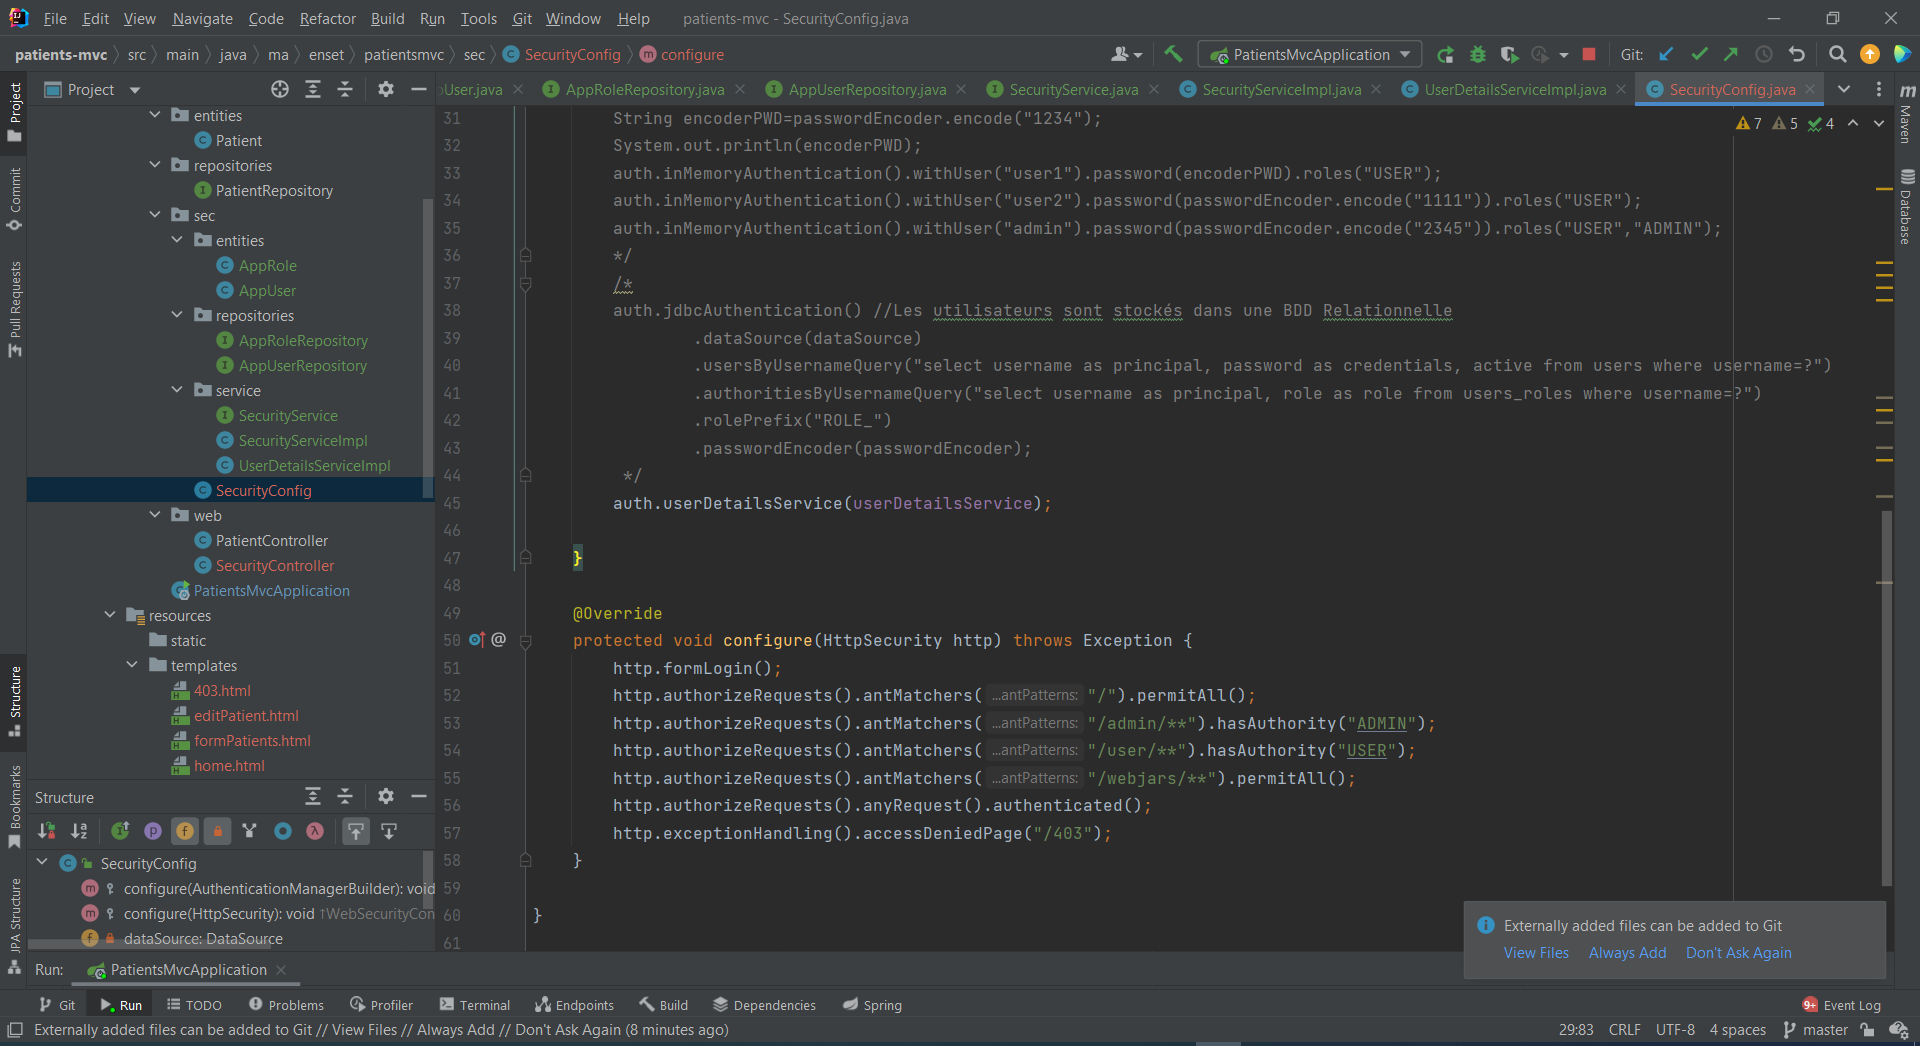 File Edit View Navigate Code Refactor Build Run Tools Git Window Help patients-mvc - SecurityConfig.java
patients-mvc src main java ma enset patientsmvc sec SecurityConfig configure PatientsMvcApplication Git:
Project
User.java AppRoleRepository.java AppUserRepository.java SecurityService.java SecurityServiceImpl.java UserDetailsServiceImpl.java SecurityConfig.java
Project
Commit
Pull Requests
Structure
Bookmarks
JPA Structure
Maven
Database
entities
Patient
repositories
PatientRepository
sec
entities
AppRole
AppUser
repositories
AppRoleRepository
AppUserRepository
service
SecurityService
SecurityServiceImpl
UserDetailsServiceImpl
SecurityConfig
web
PatientController
SecurityController
PatientsMvcApplication
resources
static
templates
403.html
editPatient.html
formPatients.html
home.html
Structure
SecurityConfig
configure(AuthenticationManagerBuilder): void
configure(HttpSecurity): void ↑WebSecurityCon
dataSource: DataSource
7 5 4
31 String encoderPWD=passwordEncoder.encode("1234");
32 System.out.println(encoderPWD);
33 auth.inMemoryAuthentication().withUser("user1").password(encoderPWD).roles("USER");
34 auth.inMemoryAuthentication().withUser("user2").password(passwordEncoder.encode("1111")).roles("USER");
35 auth.inMemoryAuthentication().withUser("admin").password(passwordEncoder.encode("2345")).roles("USER","ADMIN");
36 */
37 /*
38 auth.jdbcAuthentication() //Les utilisateurs sont stockés dans une BDD Relationnelle
39 .dataSource(dataSource)
40 .usersByUsernameQuery("select username as principal, password as credentials, active from users where username=?")
41 .authoritiesByUsernameQuery("select username as principal, role as role from users_roles where username=?")
42 .rolePrefix("ROLE_")
43 .passwordEncoder(passwordEncoder);
44 */
45 auth.userDetailsService(userDetailsService);
46
47 }
48
49 @Override
50 protected void configure(HttpSecurity http) throws Exception {
51 http.formLogin();
52 http.authorizeRequests().antMatchers( ...antPatterns: "/").permitAll();
53 http.authorizeRequests().antMatchers( ...antPatterns: "/admin/**").hasAuthority("ADMIN");
54 http.authorizeRequests().antMatchers( ...antPatterns: "/user/**").hasAuthority("USER");
55 http.authorizeRequests().antMatchers( ...antPatterns: "/webjars/**").permitAll();
56 http.authorizeRequests().anyRequest().authenticated();
57 http.exceptionHandling().accessDeniedPage("/403");
58 }
59
60 }
61
Externally added files can be added to Git
View Files Always Add Don't Ask Again
Run: PatientsMvcApplication
Git Run TODO Problems Profiler Terminal Endpoints Build Dependencies Spring 9+ Event Log
Externally added files can be added to Git // View Files // Always Add // Don't Ask Again (8 minutes ago) 29:83 CRLF UTF-8 4 spaces master